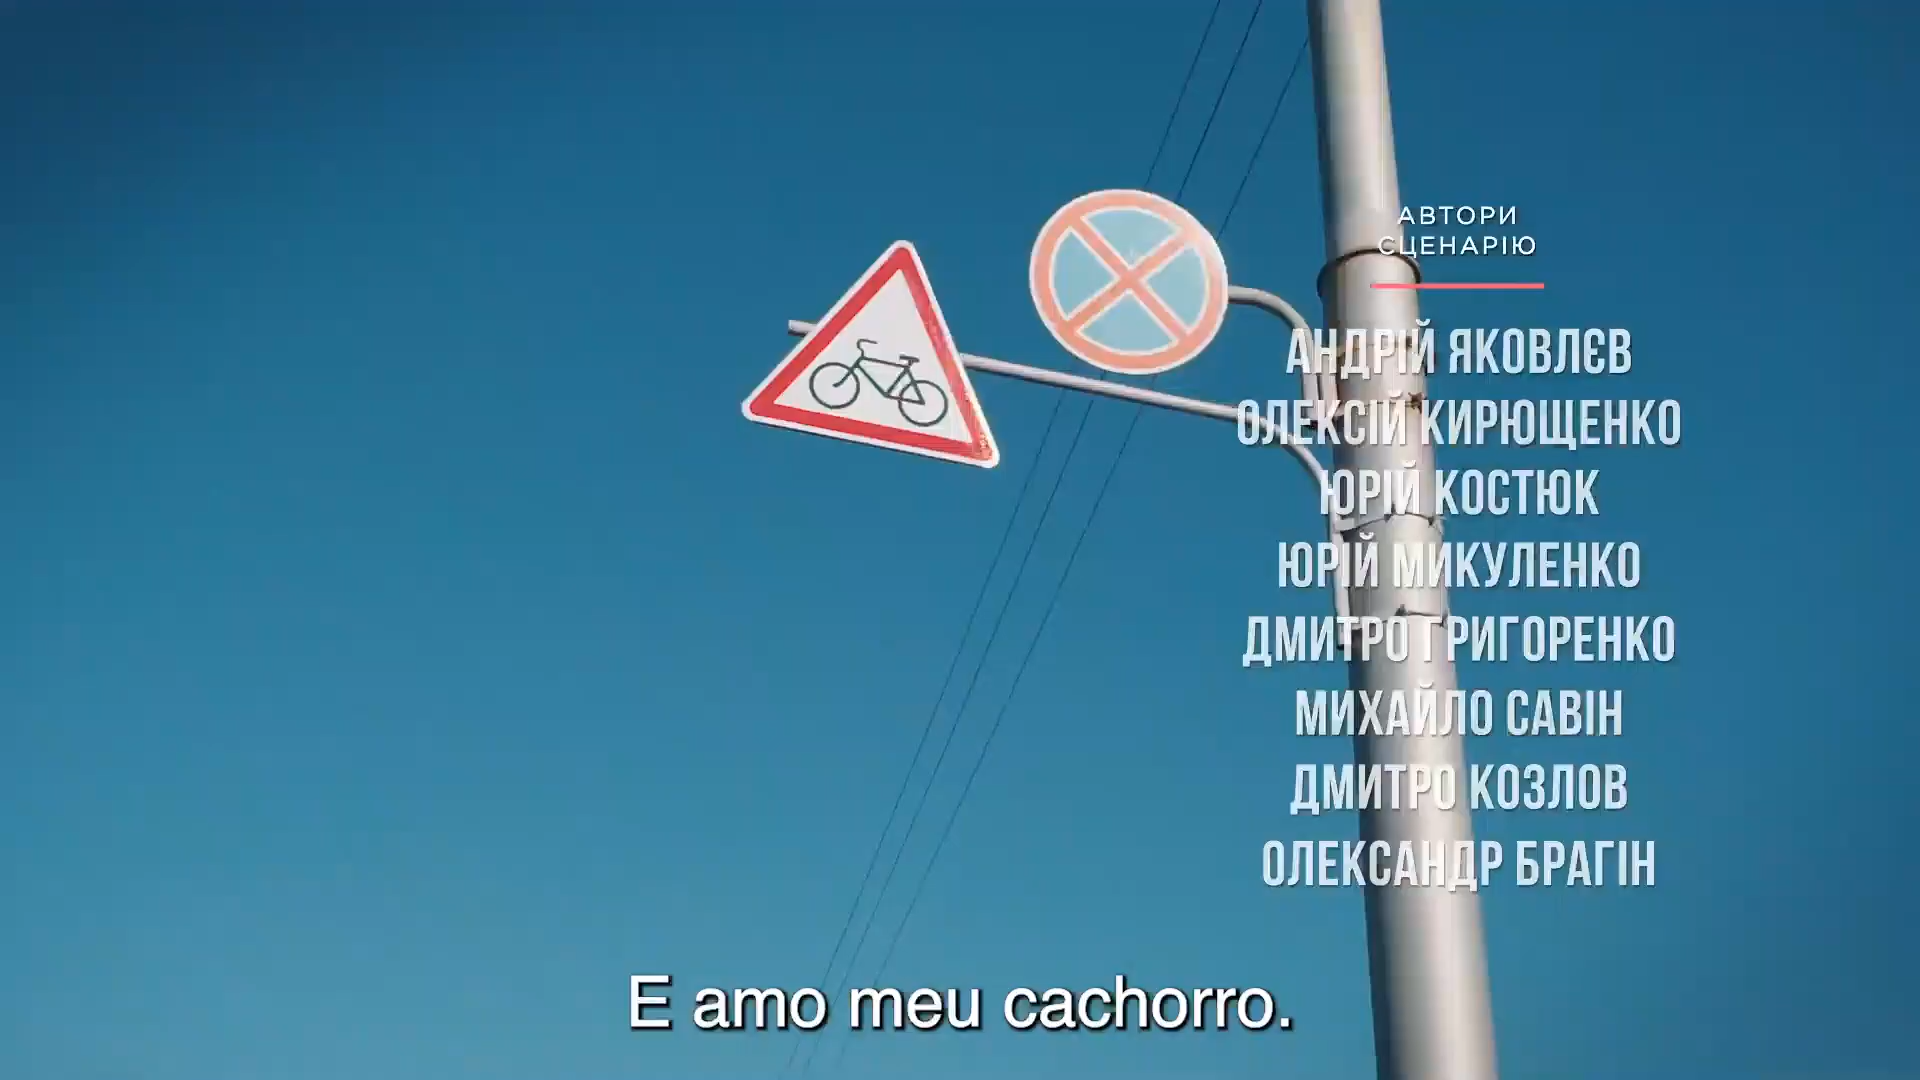 АВТОРИ
СЦЕНАРІЮ
АНДРІЙ ЯКОВЛЄВ
ОЛЕКСІЙ КИРЮЩЕНКО
ЮРІЙ КОСТЮК
ЮРІЙ МИКУЛЕНКО
ДМИТРО ГРИГОРЕНКО
МИХАЙЛО САВІН
ДМИТРО КОЗЛОВ
ОЛЕКСАНДР БРАГІН
E amo meu cachorro.